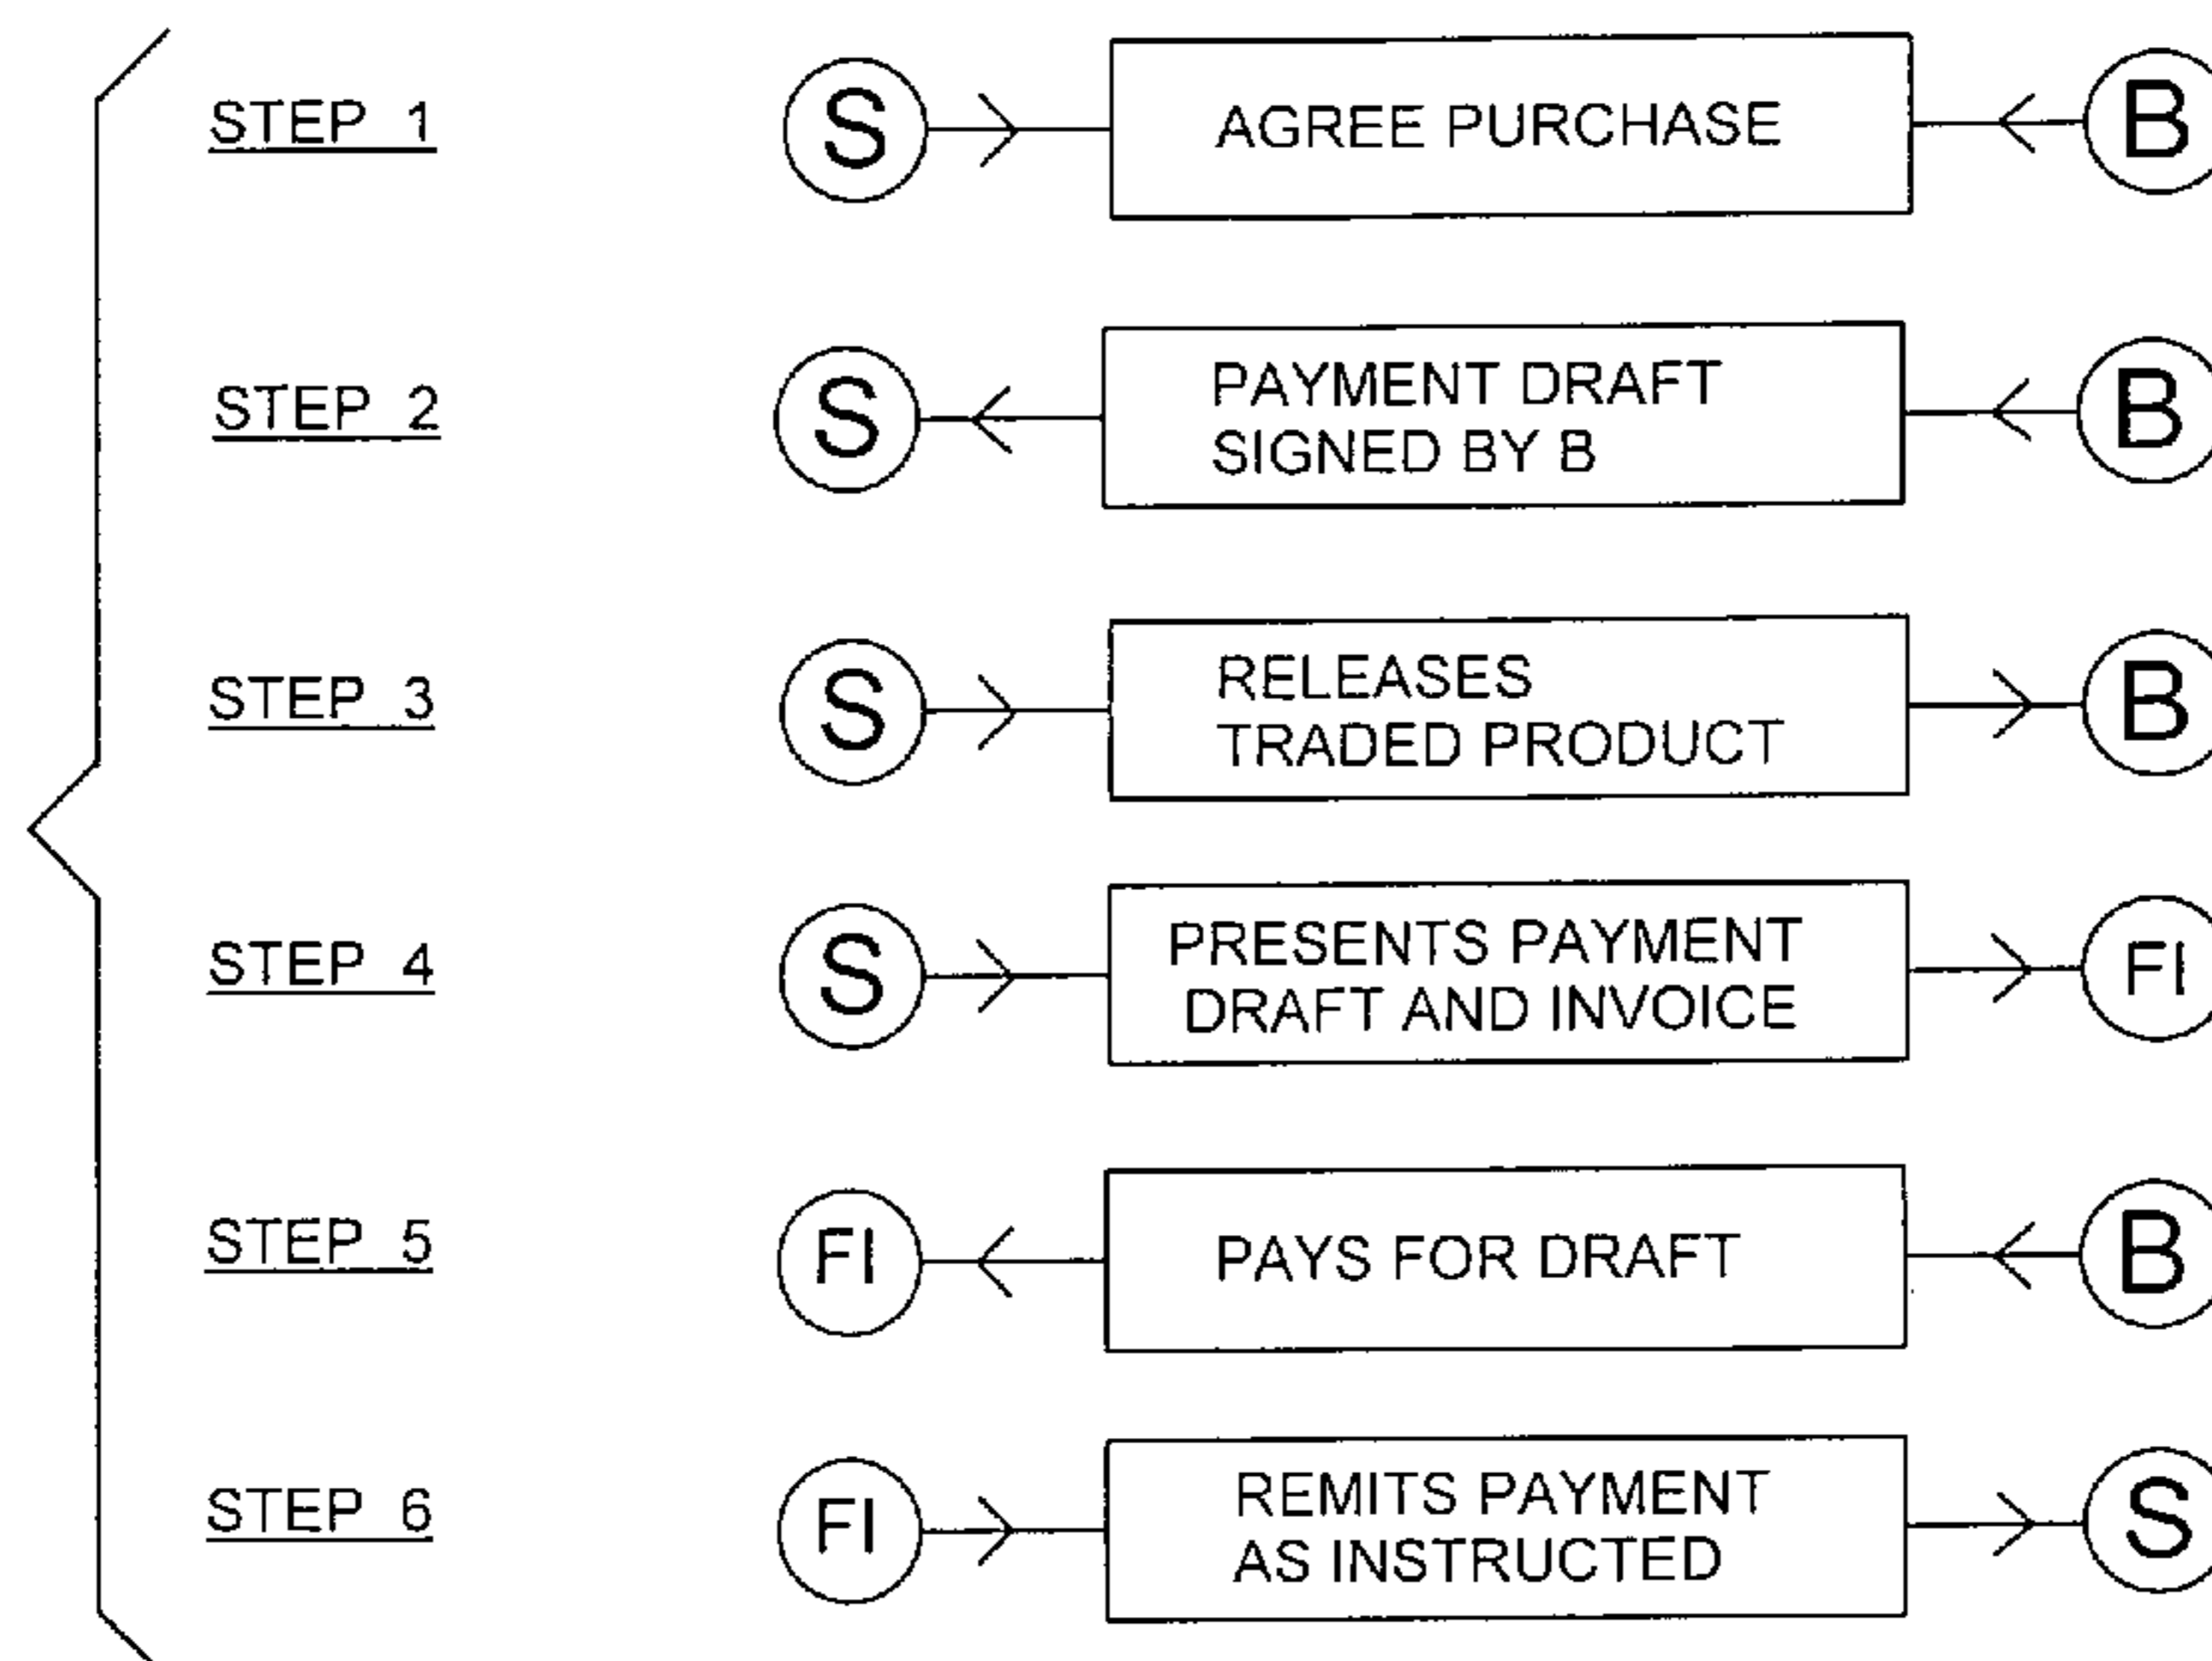 STEP 1
S
AGREE PURCHASE
B
STEP 2
S
PAYMENT DRAFT
SIGNED BY B
B
STEP 3
S
RELEASES
TRADED PRODUCT
B
STEP 4
S
PRESENTS PAYMENT
DRAFT AND INVOICE
FI
STEP 5
FI
PAYS FOR DRAFT
B
STEP 6
FI
REMITS PAYMENT
AS INSTRUCTED
S